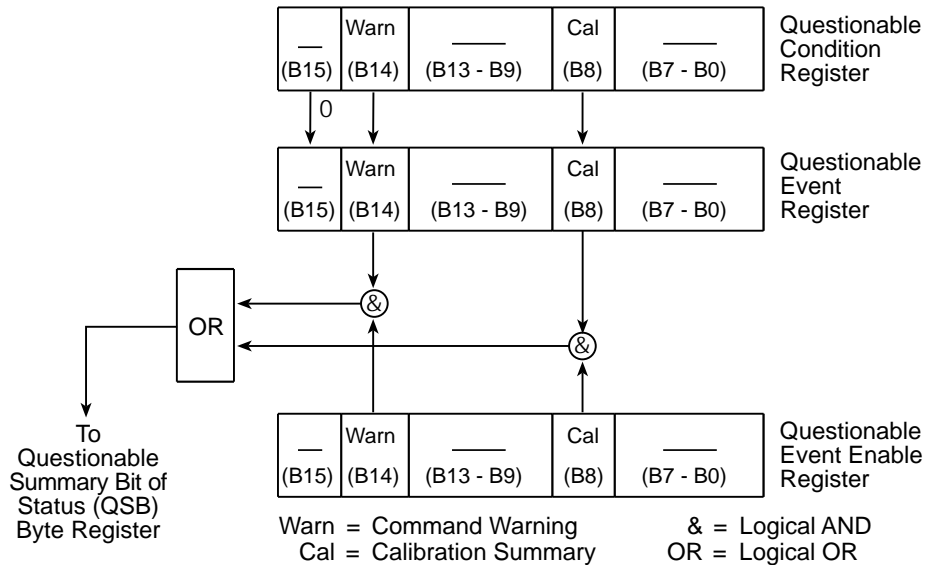 Warn Cal
(B15) (B14) (B13 - B9) (B8) (B7 - B0)
Questionable
Condition
Register
0
Warn Cal
(B15) (B14) (B13 - B9) (B8) (B7 - B0)
Questionable
Event
Register
&
OR
&
To
Questionable
Summary Bit of
Status (QSB)
Byte Register
Warn Cal
(B15) (B14) (B13 - B9) (B8) (B7 - B0)
Questionable
Event Enable
Register
Warn = Command Warning
Cal = Calibration Summary
& = Logical AND
OR = Logical OR